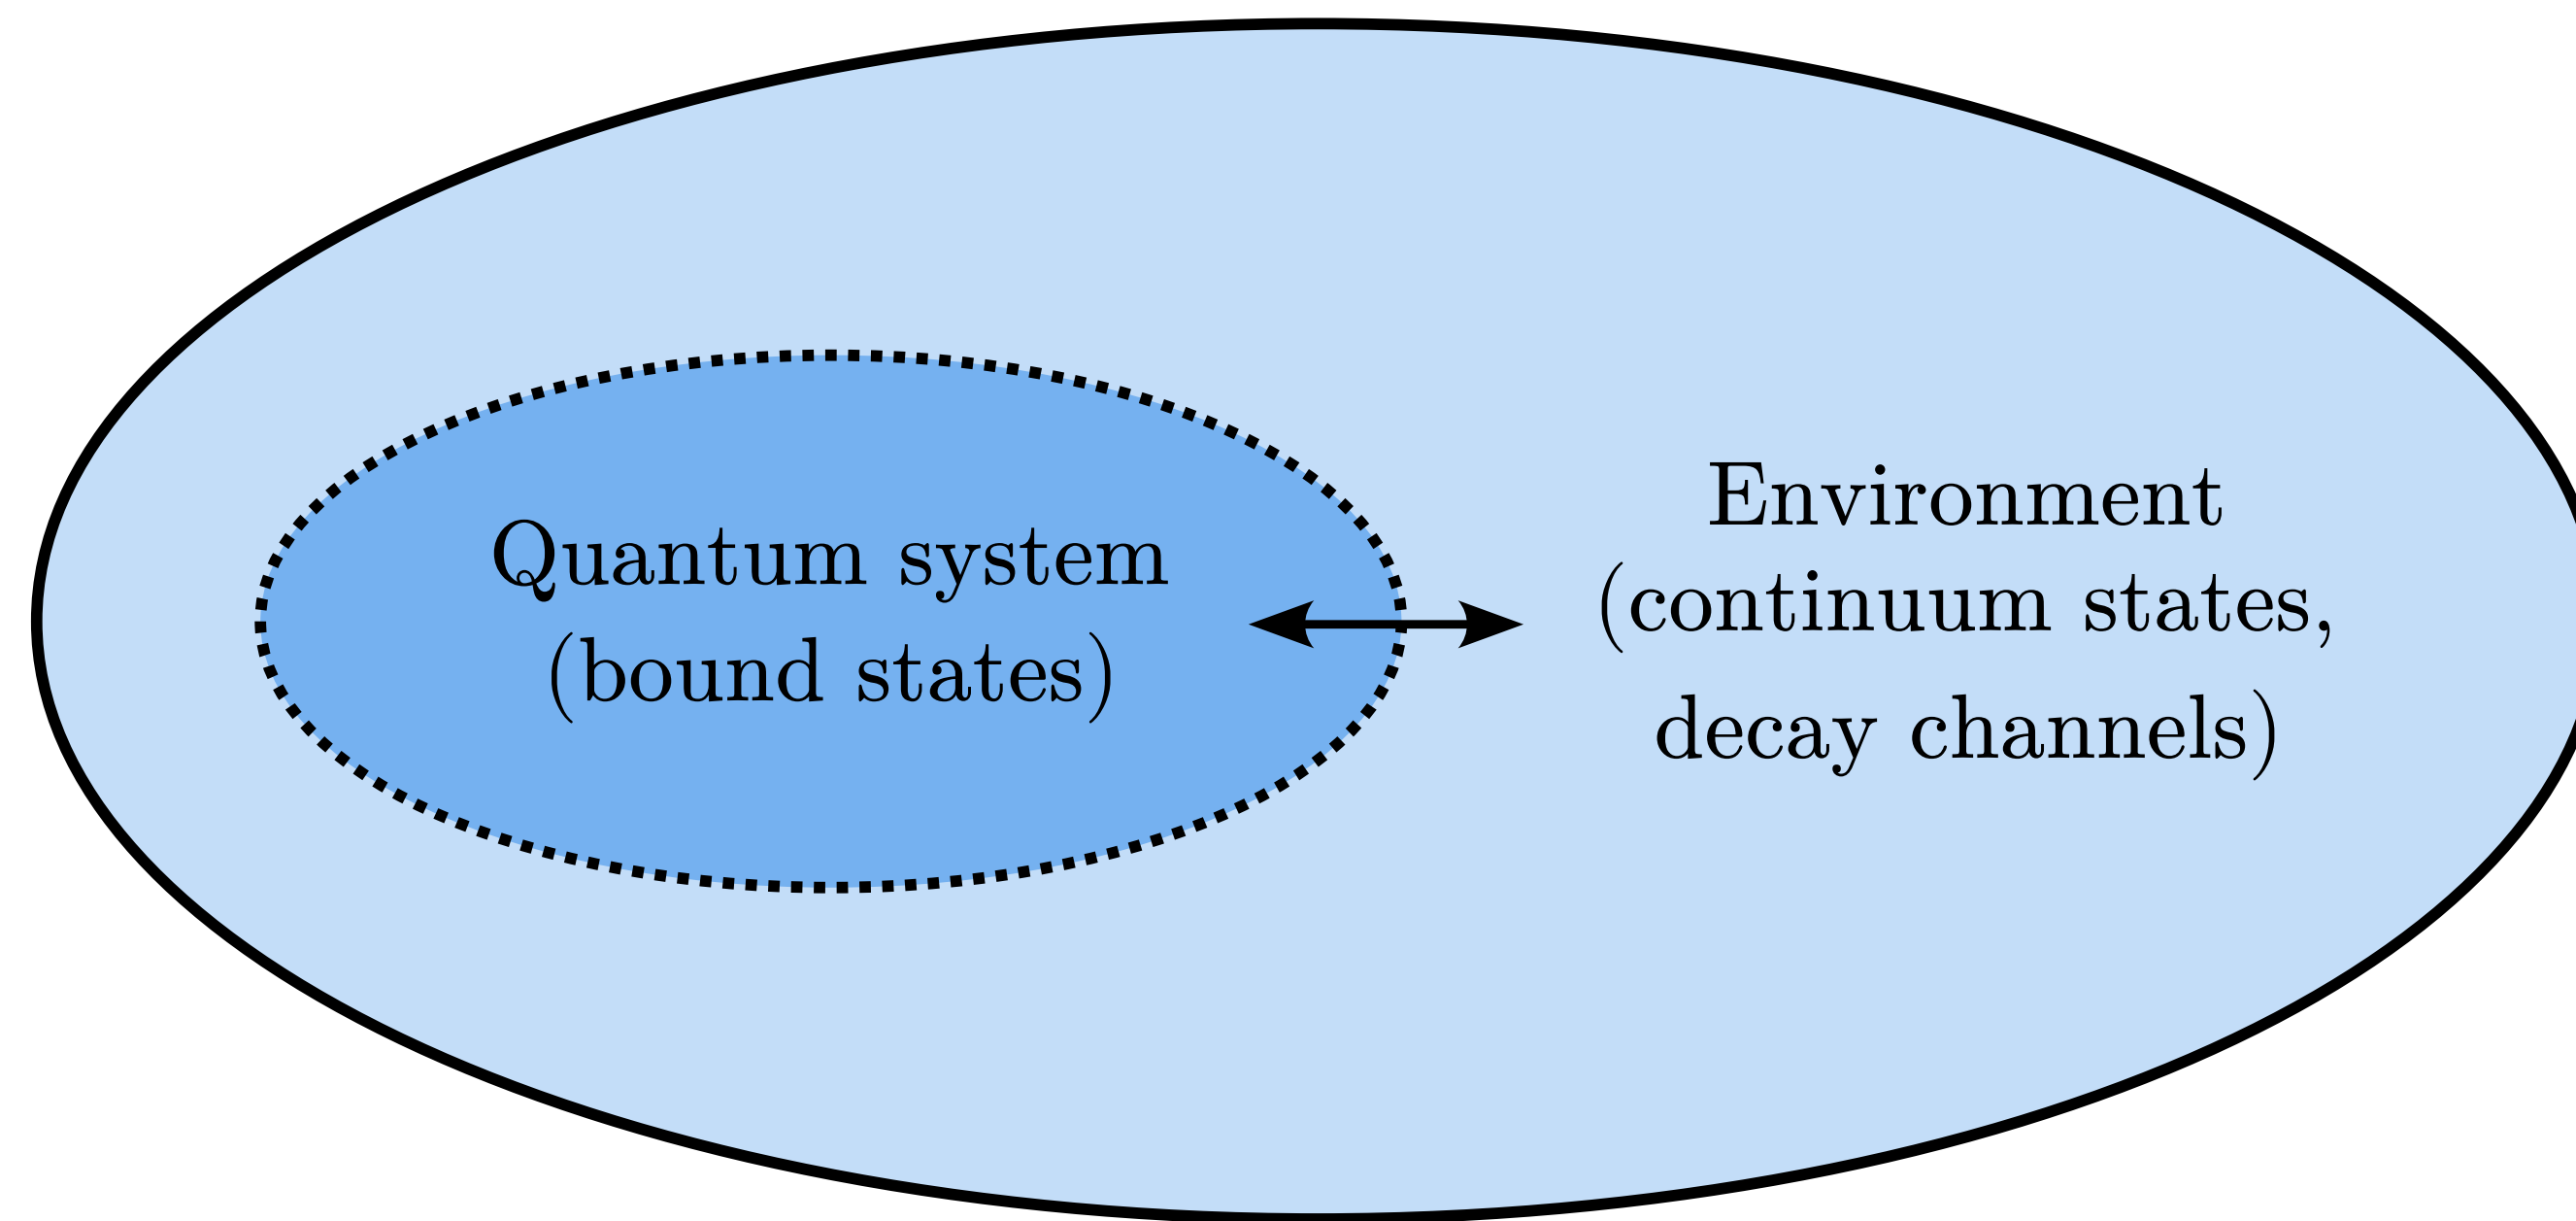 Quantum system
(bound states)
Environment
(continuum states,
decay channels)